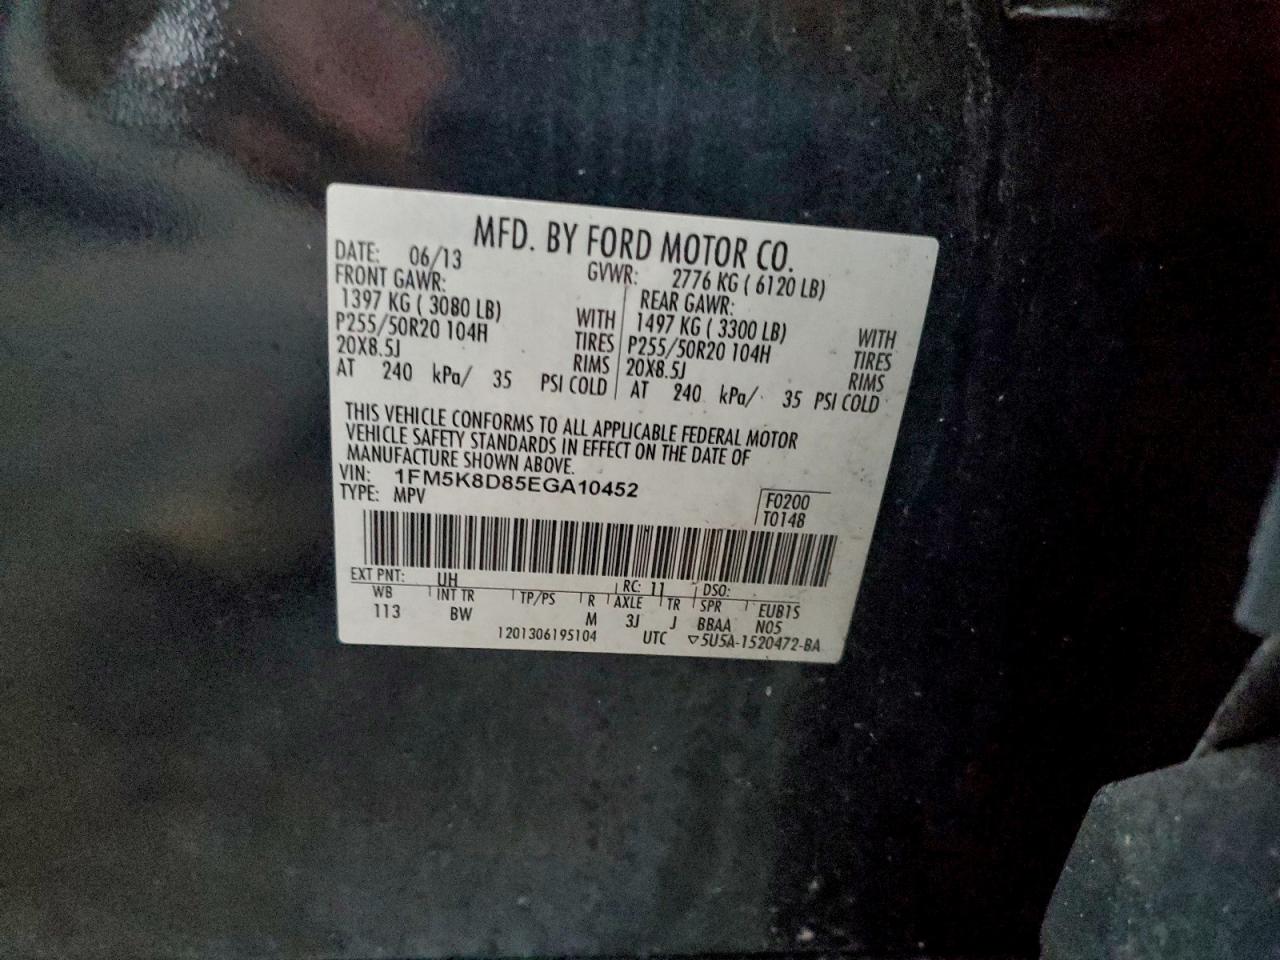 MFD. BY FORD MOTOR CO.
DATE: 06/13 GVWR: 2776 KG ( 6120 LB)
FRONT GAWR: REAR GAWR:
1397 KG ( 3080 LB) WITH 1497 KG ( 3300 LB) WITH
P255/50R20 104H TIRES P255/50R20 104H TIRES
20X8.5J RIMS 20X8.5J RIMS
AT 240 kPa/ 35 PSI COLD AT 240 kPa/ 35 PSI COLD
THIS VEHICLE CONFORMS TO ALL APPLICABLE FEDERAL MOTOR
VEHICLE SAFETY STANDARDS IN EFFECT ON THE DATE OF
MANUFACTURE SHOWN ABOVE.
VIN: 1FM5K8D85EGA10452
TYPE: MPV
F0200
T0148
EXT PNT: UH RC: 11 DSO:
WB INT TR TP/PS R AXLE TR SPR EUB1S
113 BW M 3J J BBAA N05
1201306195104 UTC ▽5U5A-1520472-BA